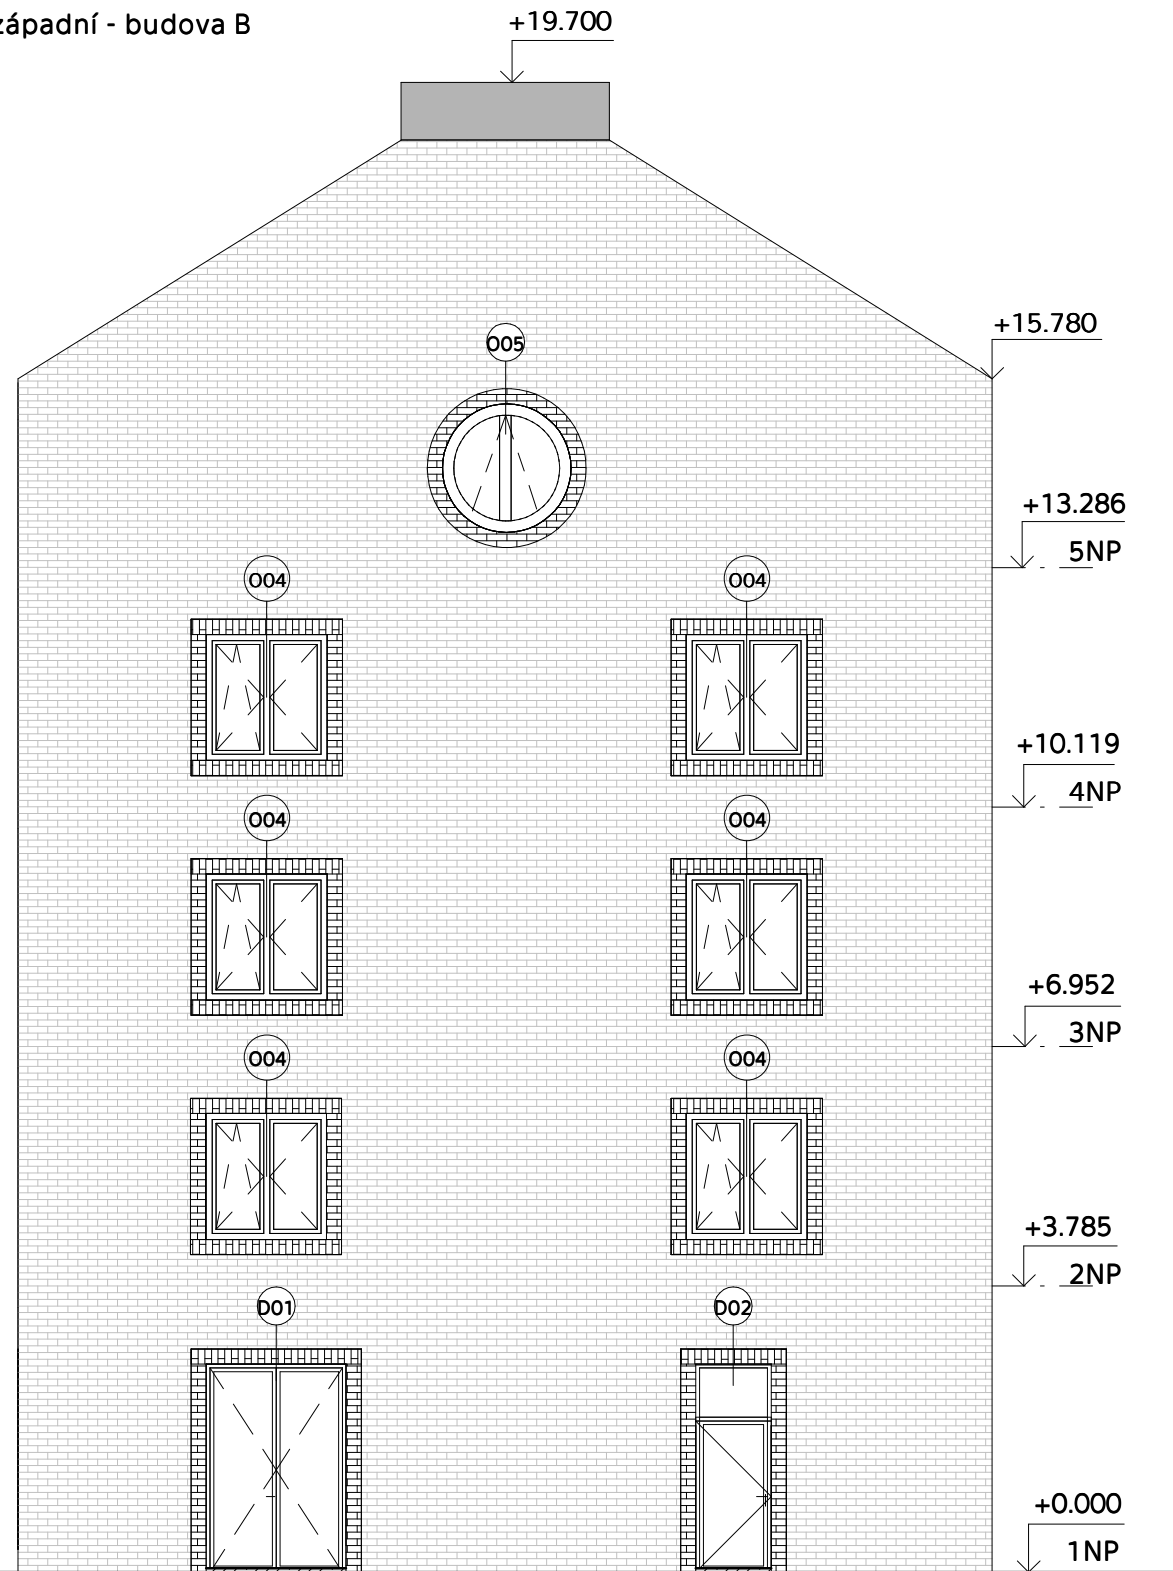 západní - budova B
+19.700
+15.780
O05
+13.286
5NP
O04 O04
+10.119
4NP
O04 O04
+6.952
3NP
O04 O04
+3.785
2NP
D01 D02
+0.000
1NP